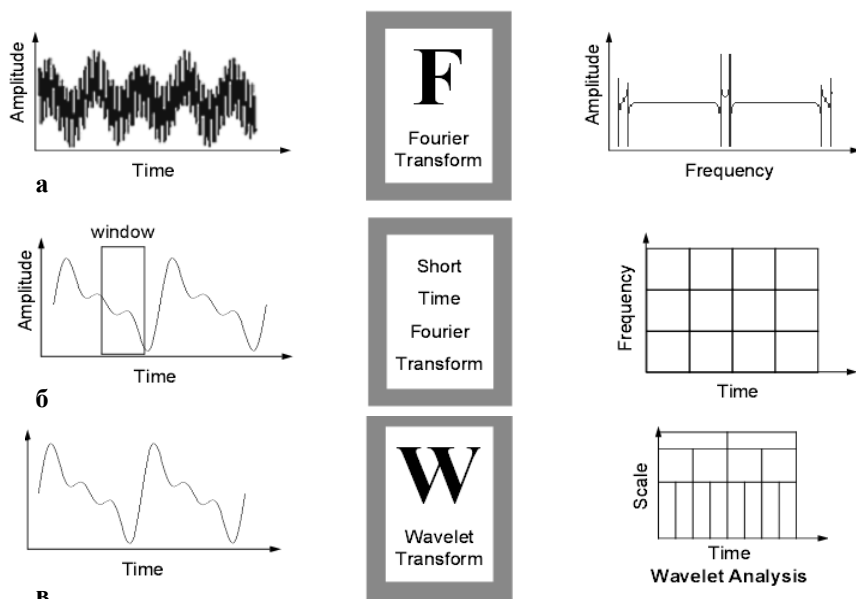 Amplitude
Time
а
F
Fourier
Transform
Amplitude
Frequency
window
Amplitude
Time
б
Short
Time
Fourier
Transform
Frequency
Time
Time
в
W
Wavelet
Transform
Scale
Time
Wavelet Analysis